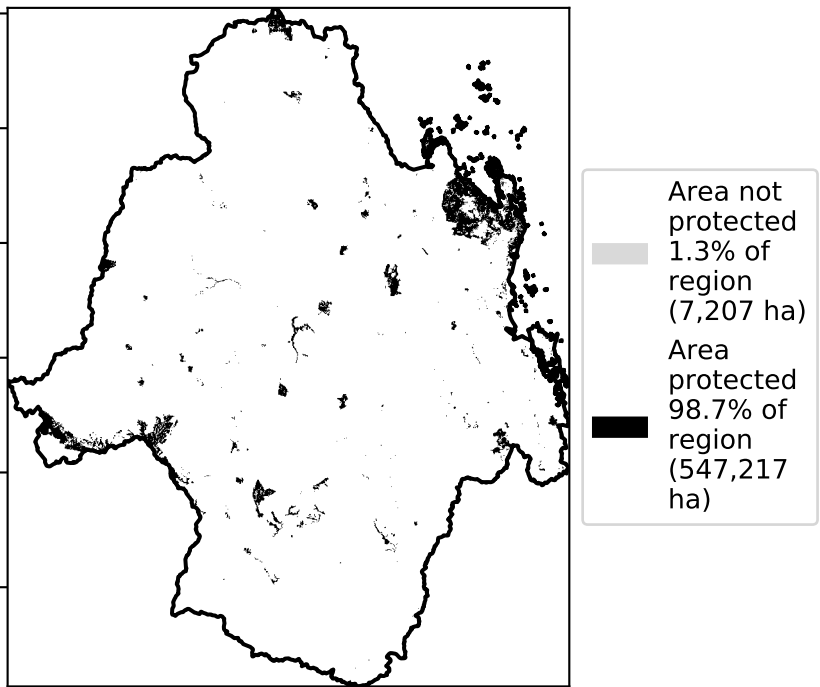 Area not
protected
1.3% of
region
(7,207 ha)
Area
protected
98.7% of
region
(547,217
ha)